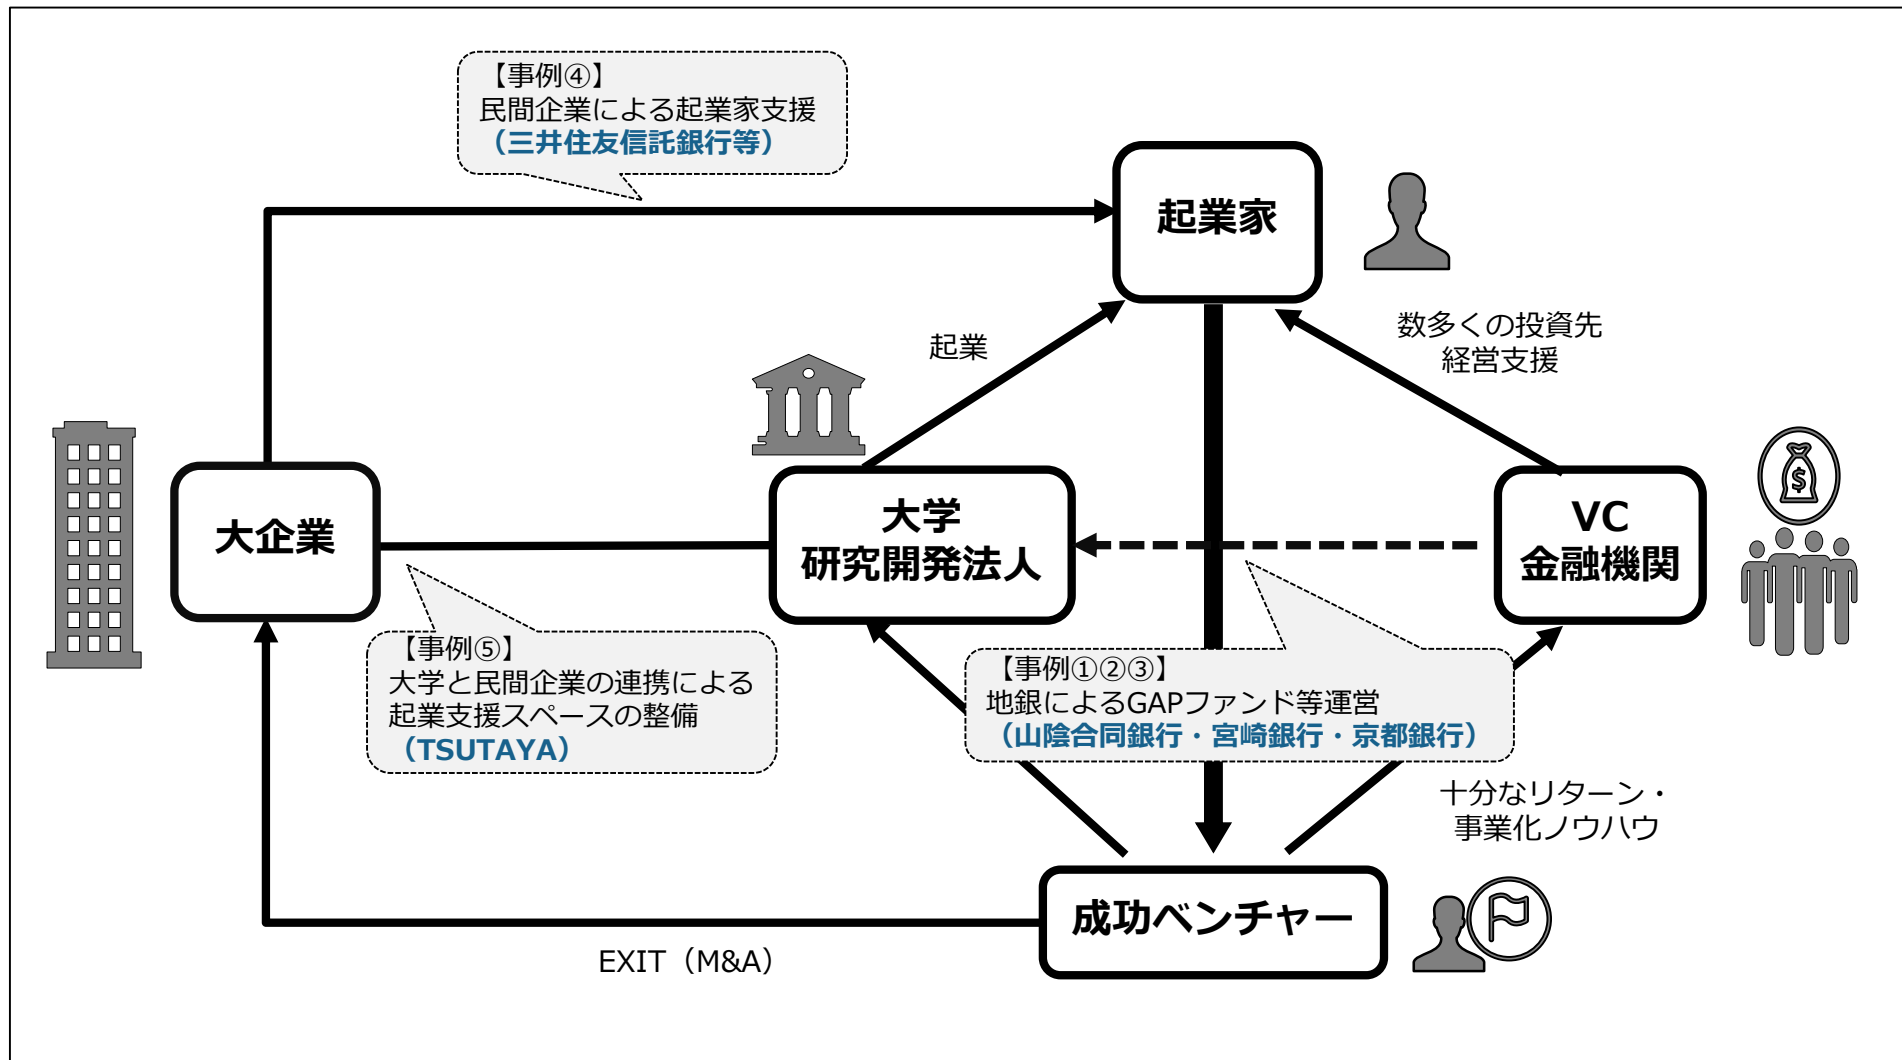 【事例④】
民間企業による起業家支援
（三井住友信託銀行等）
起業家
数多くの投資先
経営支援
起業
大企業
大学
研究開発法人
VC
金融機関
【事例⑤】
大学と民間企業の連携による
起業支援スペースの整備
（TSUTAYA）
【事例①②③】
地銀によるGAPファンド等運営
（山陰合同銀行・宮崎銀行・京都銀行）
十分なリターン・
事業化ノウハウ
成功ベンチャー
EXIT（M&A）
$